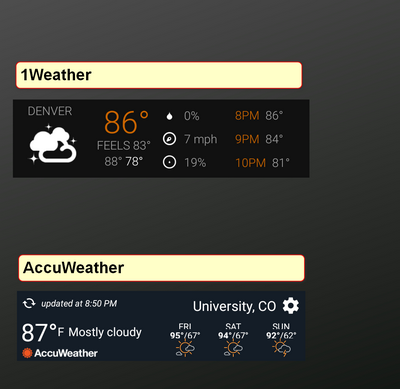 1Weather
DENVER
86°
FEELS 83°
88° 78°
0%
7 mph
19%
8PM 86°
9PM 84°
10PM 81°
AccuWeather
updated at 8:50 PM
University, CO
87°F Mostly cloudy
AccuWeather
FRI SAT SUN
95°/67° 94°/67° 92°/62°